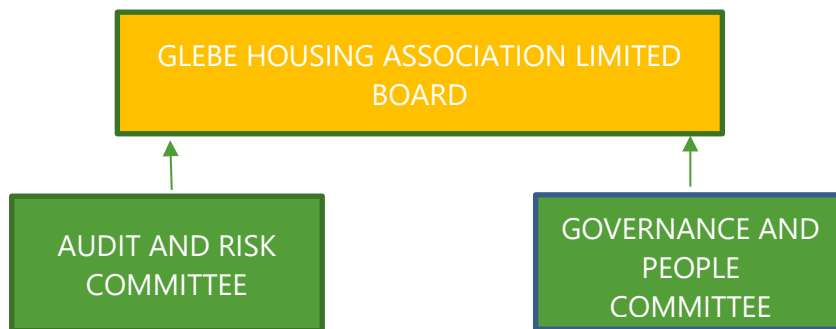 GLEBE HOUSING ASSOCIATION LIMITED
BOARD
AUDIT AND RISK
COMMITTEE
GOVERNANCE AND
PEOPLE
COMMITTEE